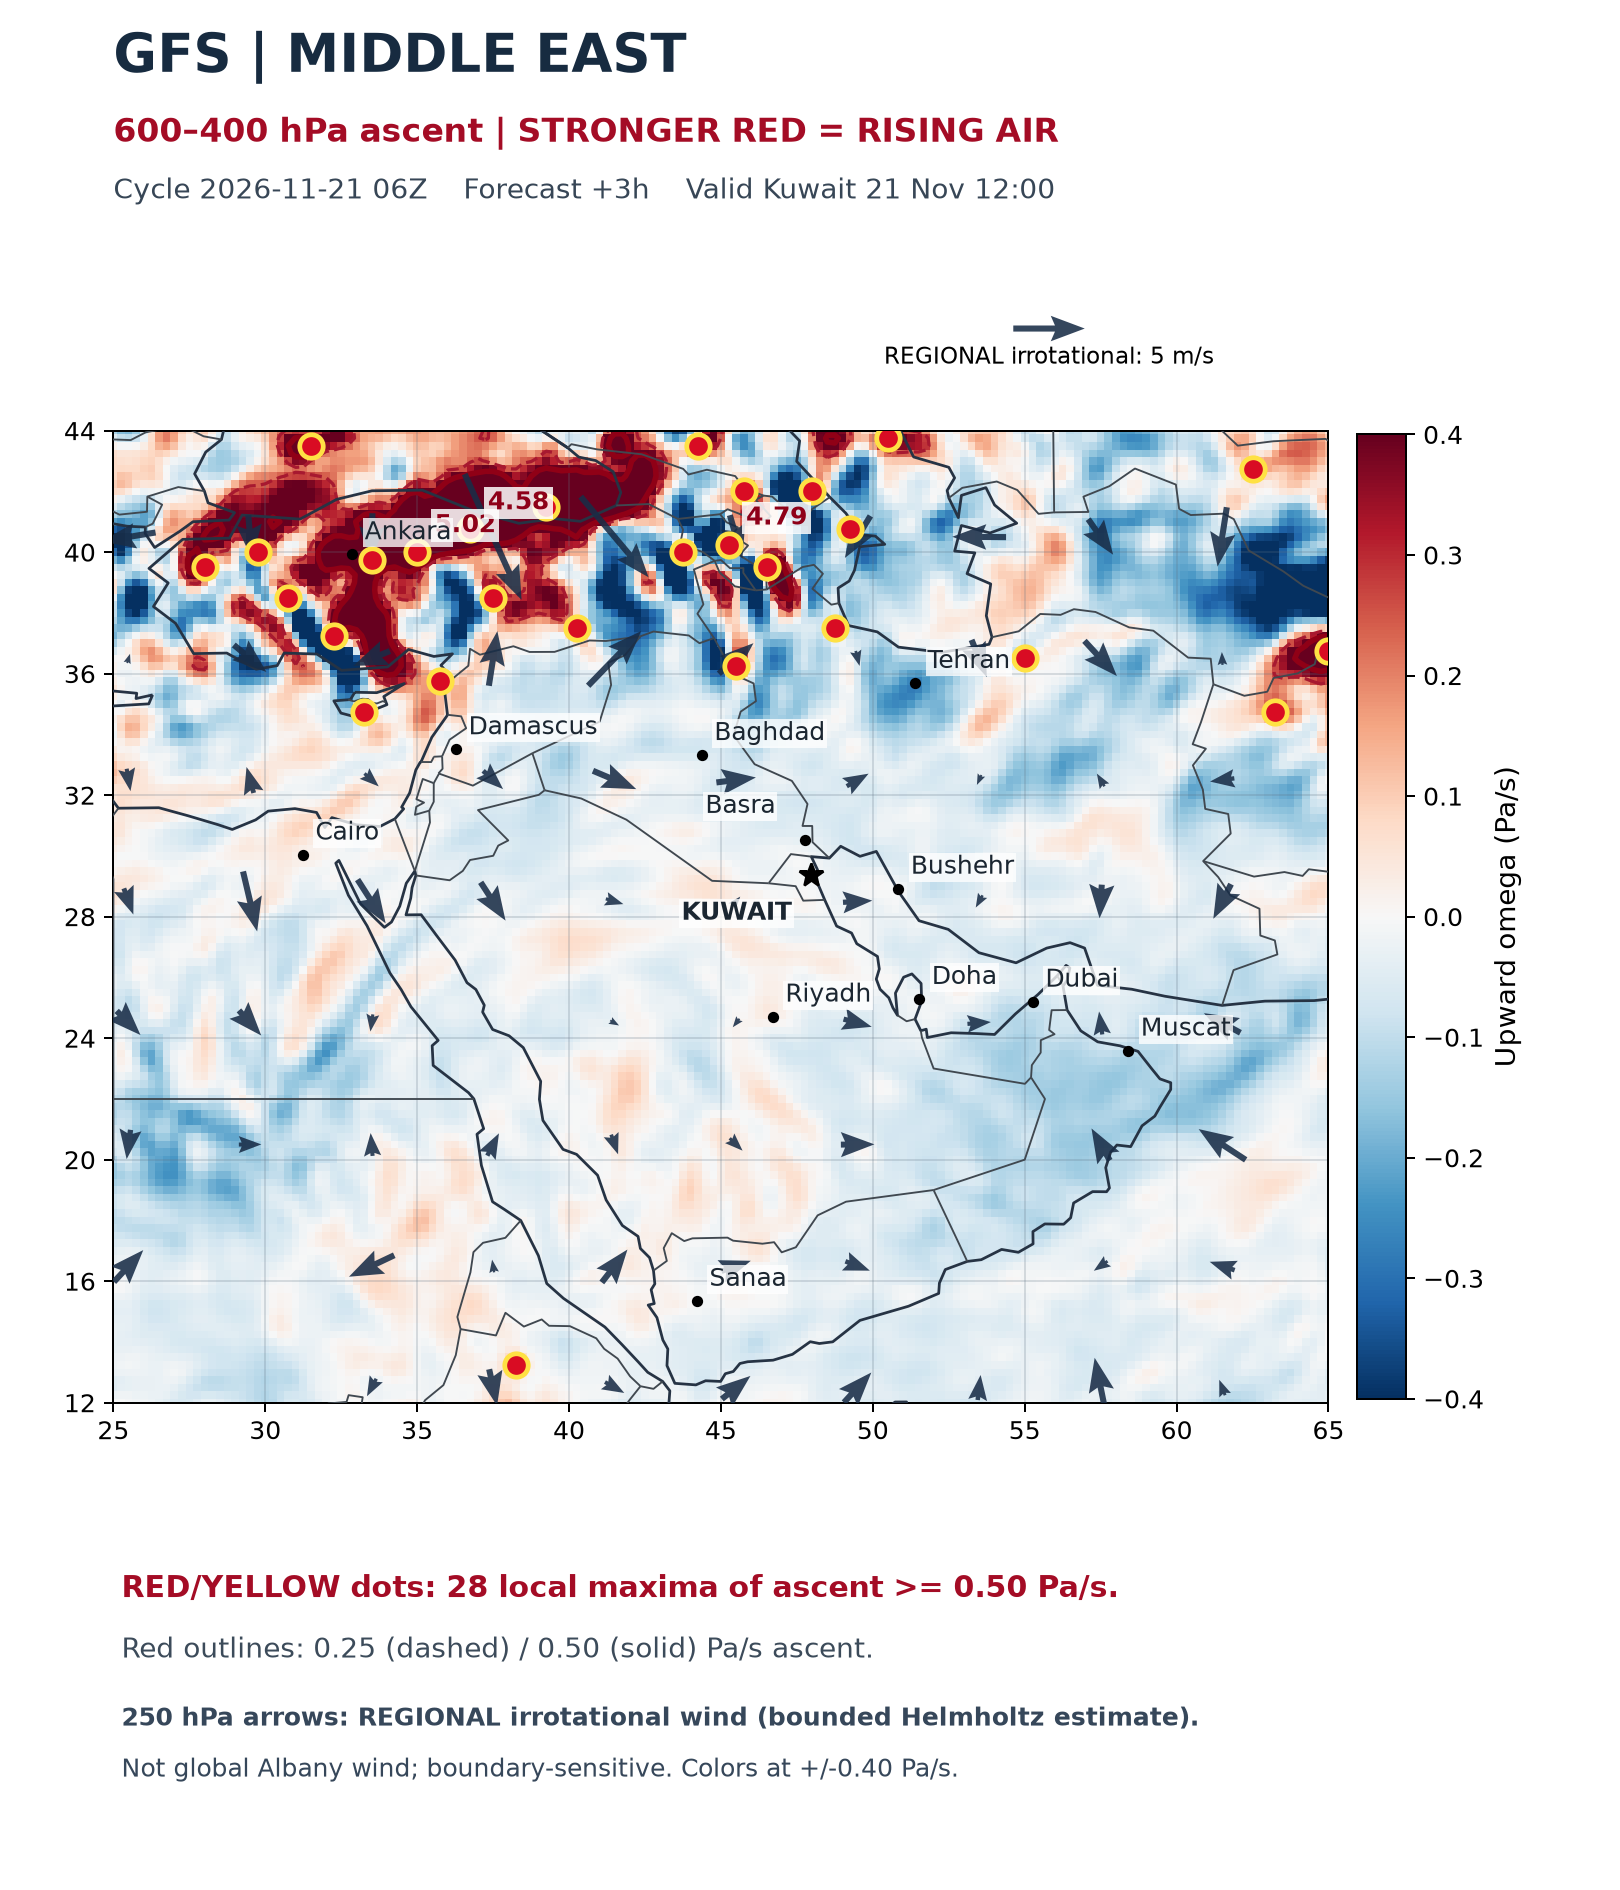 GFS | MIDDLE EAST
600–400 hPa ascent | STRONGER RED = RISING AIR
Cycle 2026-11-21 06Z    Forecast +3h    Valid Kuwait 21 Nov 12:00
REGIONAL irrotational: 5 m/s
44
40
36
32
28
24
20
16
12
25
30
35
40
45
50
55
60
65
4.58
5.02
4.79
Ankara
Tehran
Damascus
Baghdad
Basra
Cairo
Bushehr
KUWAIT
Riyadh
Doha
Dubai
Muscat
Sanaa
0.4
0.3
0.2
0.1
0.0
−0.1
−0.2
−0.3
−0.4
Upward omega (Pa/s)
RED/YELLOW dots: 28 local maxima of ascent >= 0.50 Pa/s.
Red outlines: 0.25 (dashed) / 0.50 (solid) Pa/s ascent.
250 hPa arrows: REGIONAL irrotational wind (bounded Helmholtz estimate).
Not global Albany wind; boundary-sensitive. Colors at +/-0.40 Pa/s.